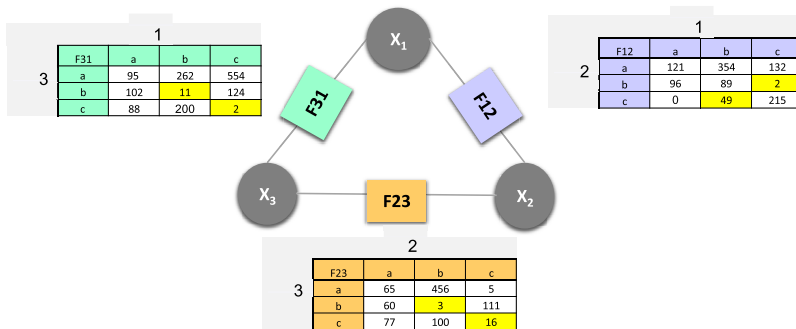 1
3
F31 a b c
a 95 262 554
b 102 11 124
c 88 200 2
X1
F31
F12
X3
F23
X2
1
2
F12 a b c
a 121 354 132
b 96 89 2
c 0 49 215
2
3
F23 a b c
a 65 456 5
b 60 3 111
c 77 100 16